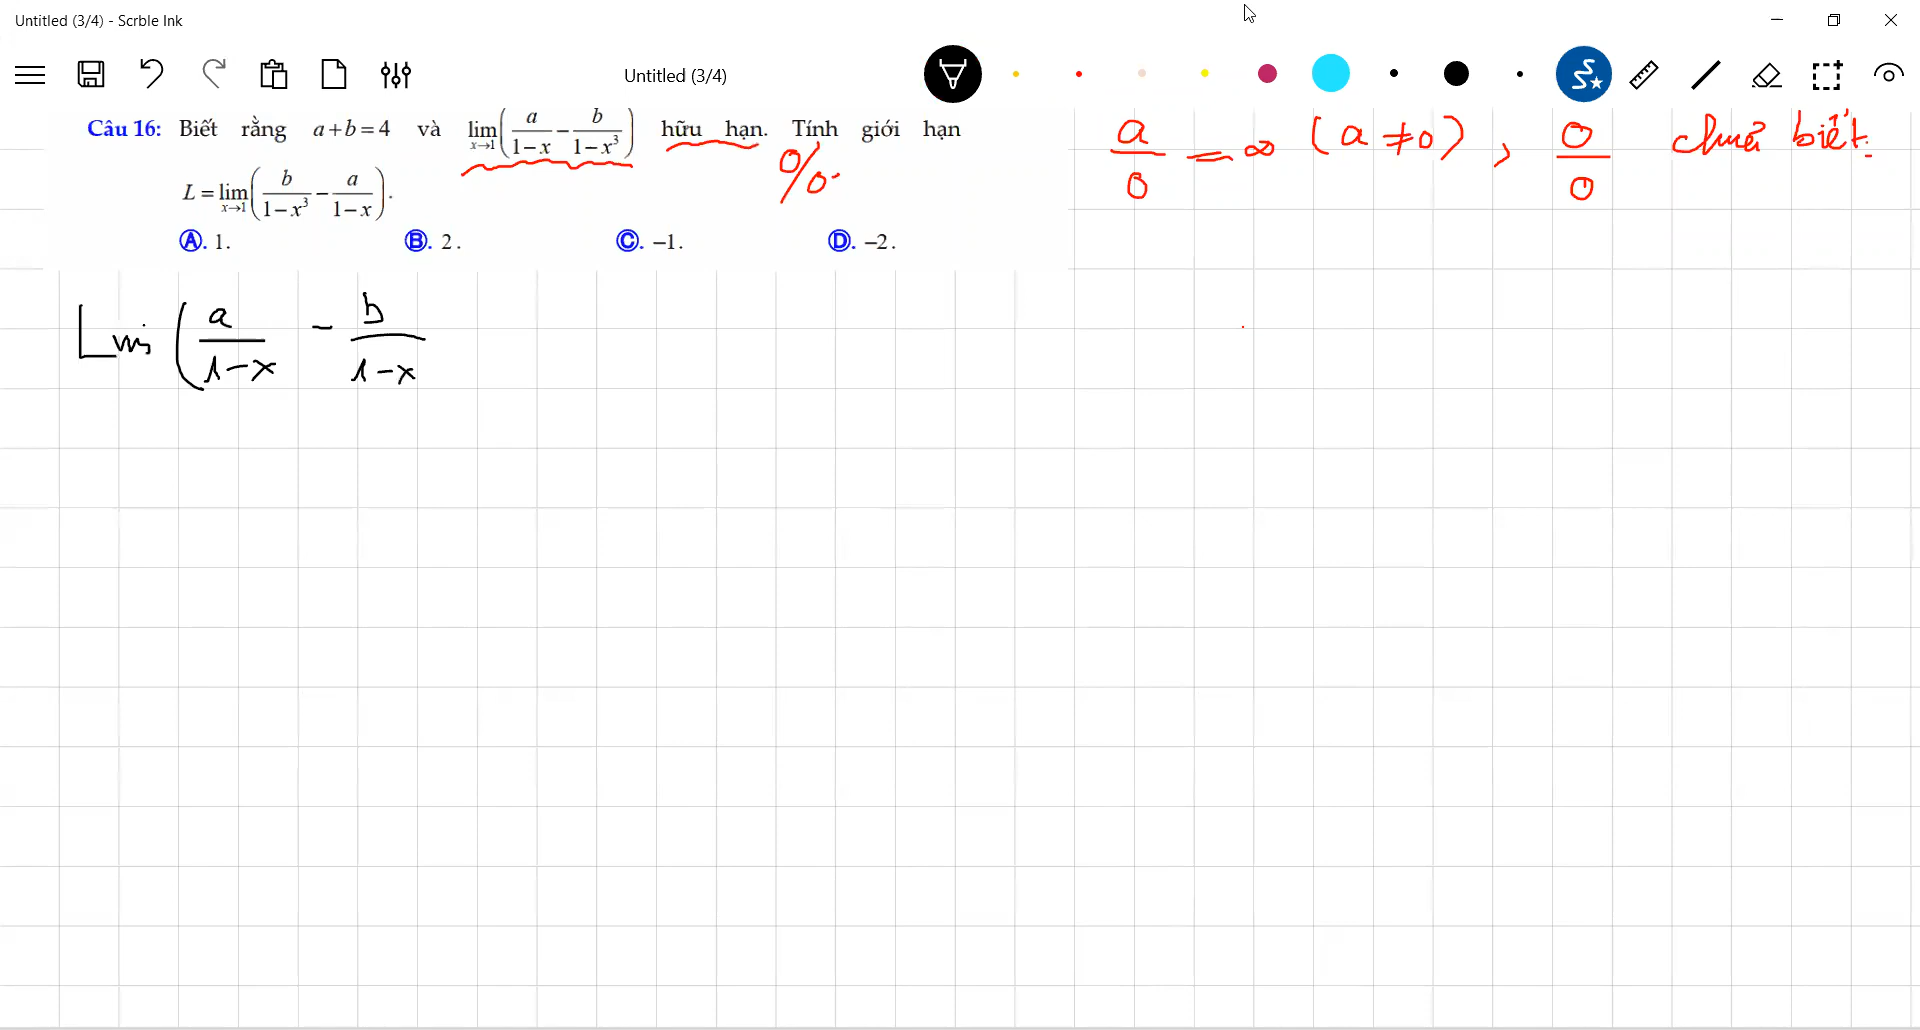 Untitled (3/4) - Scrble Ink
Untitled (3/4)
Câu 16: Biết rằng a+b=4 và lim x→1 (a/(1−x) − b/(1−x³)) hữu hạn. Tính giới hạn
L = lim x→1 (b/(1−x³) − a/(1−x)).
A. 1. B. 2. C. −1. D. −2.
0/0.
a/0 = ∞ (a ≠ 0), 0/0 chưa biết.
Lim (a/(1−x) − b/(1−x